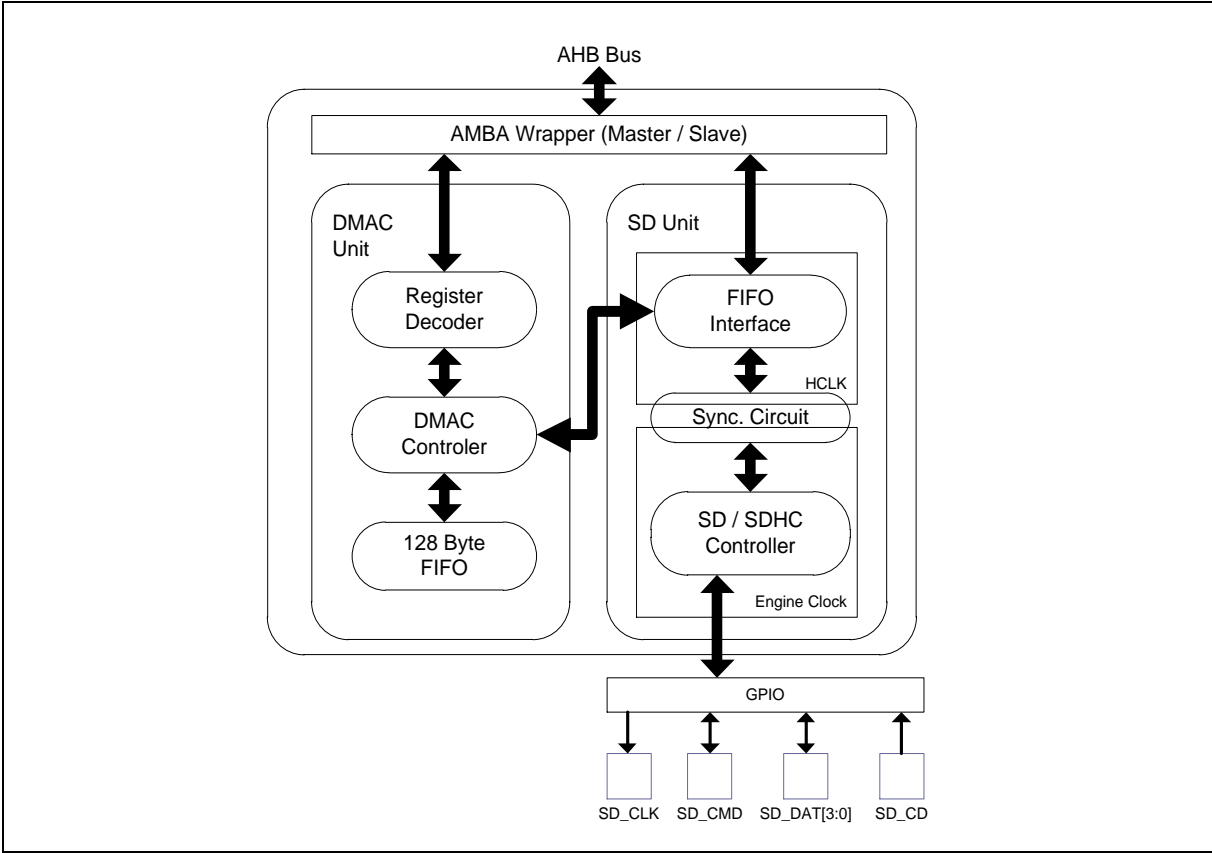 AHB Bus
AMBA Wrapper (Master / Slave)
DMAC
Unit
Register
Decoder
DMAC
Controler
128 Byte
FIFO
SD Unit
FIFO
Interface
HCLK
Sync. Circuit
SD / SDHC
Controller
Engine Clock
GPIO
SD_CLK
SD_CMD
SD_DAT[3:0]
SD_CD